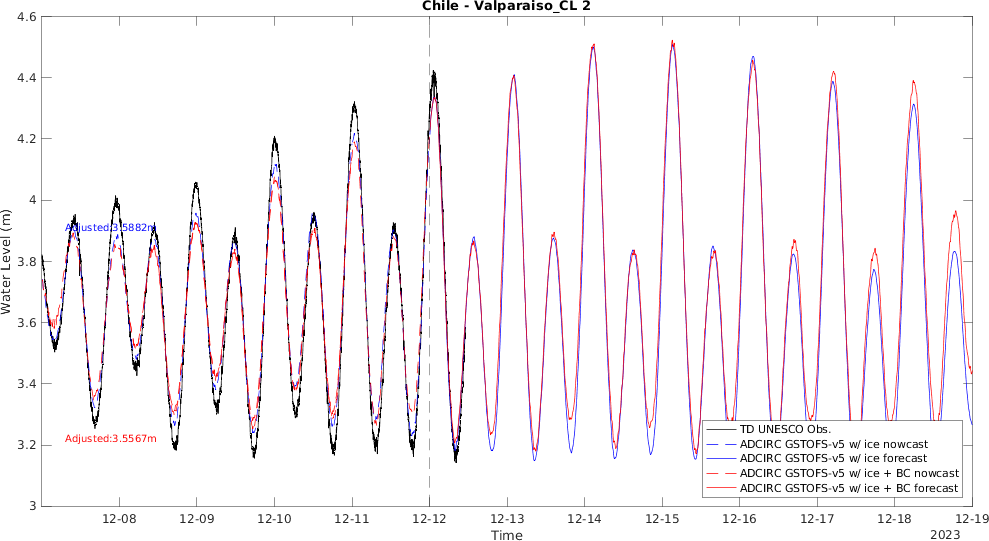 Chile - Valparaiso_CL 2
4.6
4.4
4.2
4
3.8
3.6
3.4
3.2
3
Water Level (m)
Adjusted:3.5882m
Adjusted:3.5567m
TD UNESCO Obs.
ADCIRC GSTOFS-v5 w/ ice nowcast
ADCIRC GSTOFS-v5 w/ ice forecast
ADCIRC GSTOFS-v5 w/ ice + BC nowcast
ADCIRC GSTOFS-v5 w/ ice + BC forecast
12-08 12-09 12-10 12-11 12-12 12-13 12-14 12-15 12-16 12-17 12-18 12-19
Time
2023